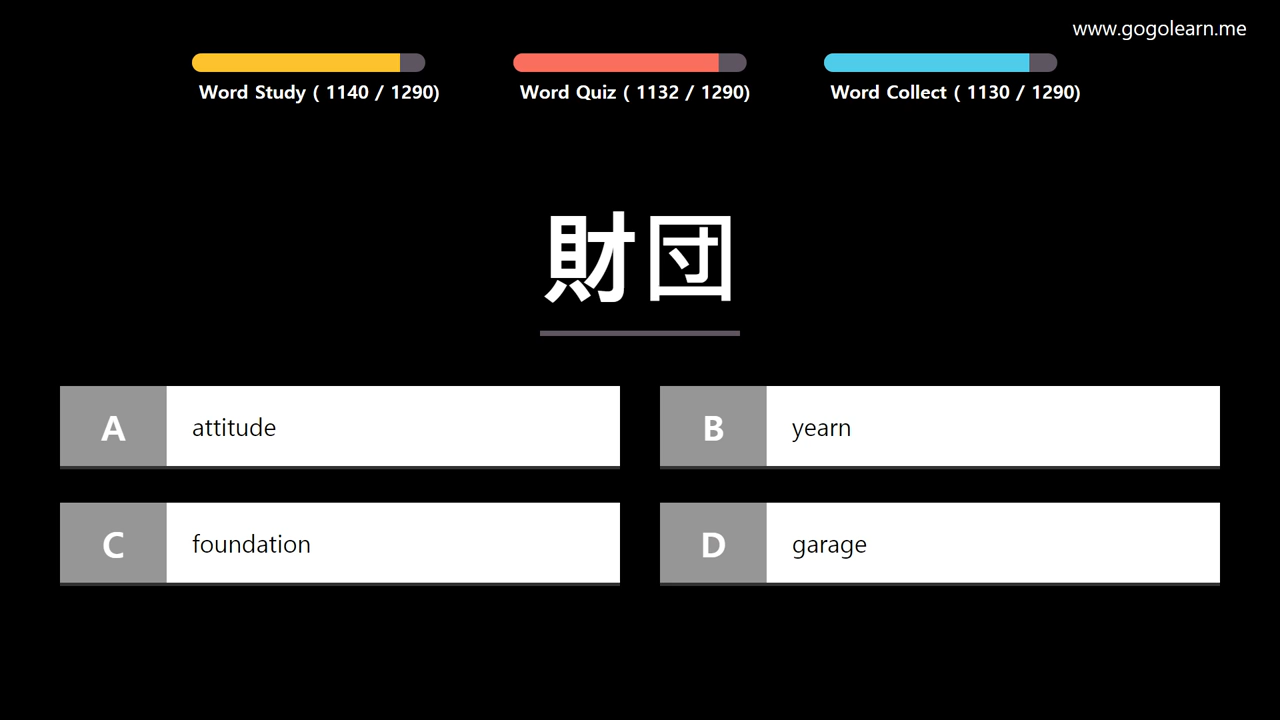 www.gogolearn.me
Word Study ( 1140 / 1290)
Word Quiz ( 1132 / 1290)
Word Collect ( 1130 / 1290)
財団
A attitude
B yearn
C foundation
D garage